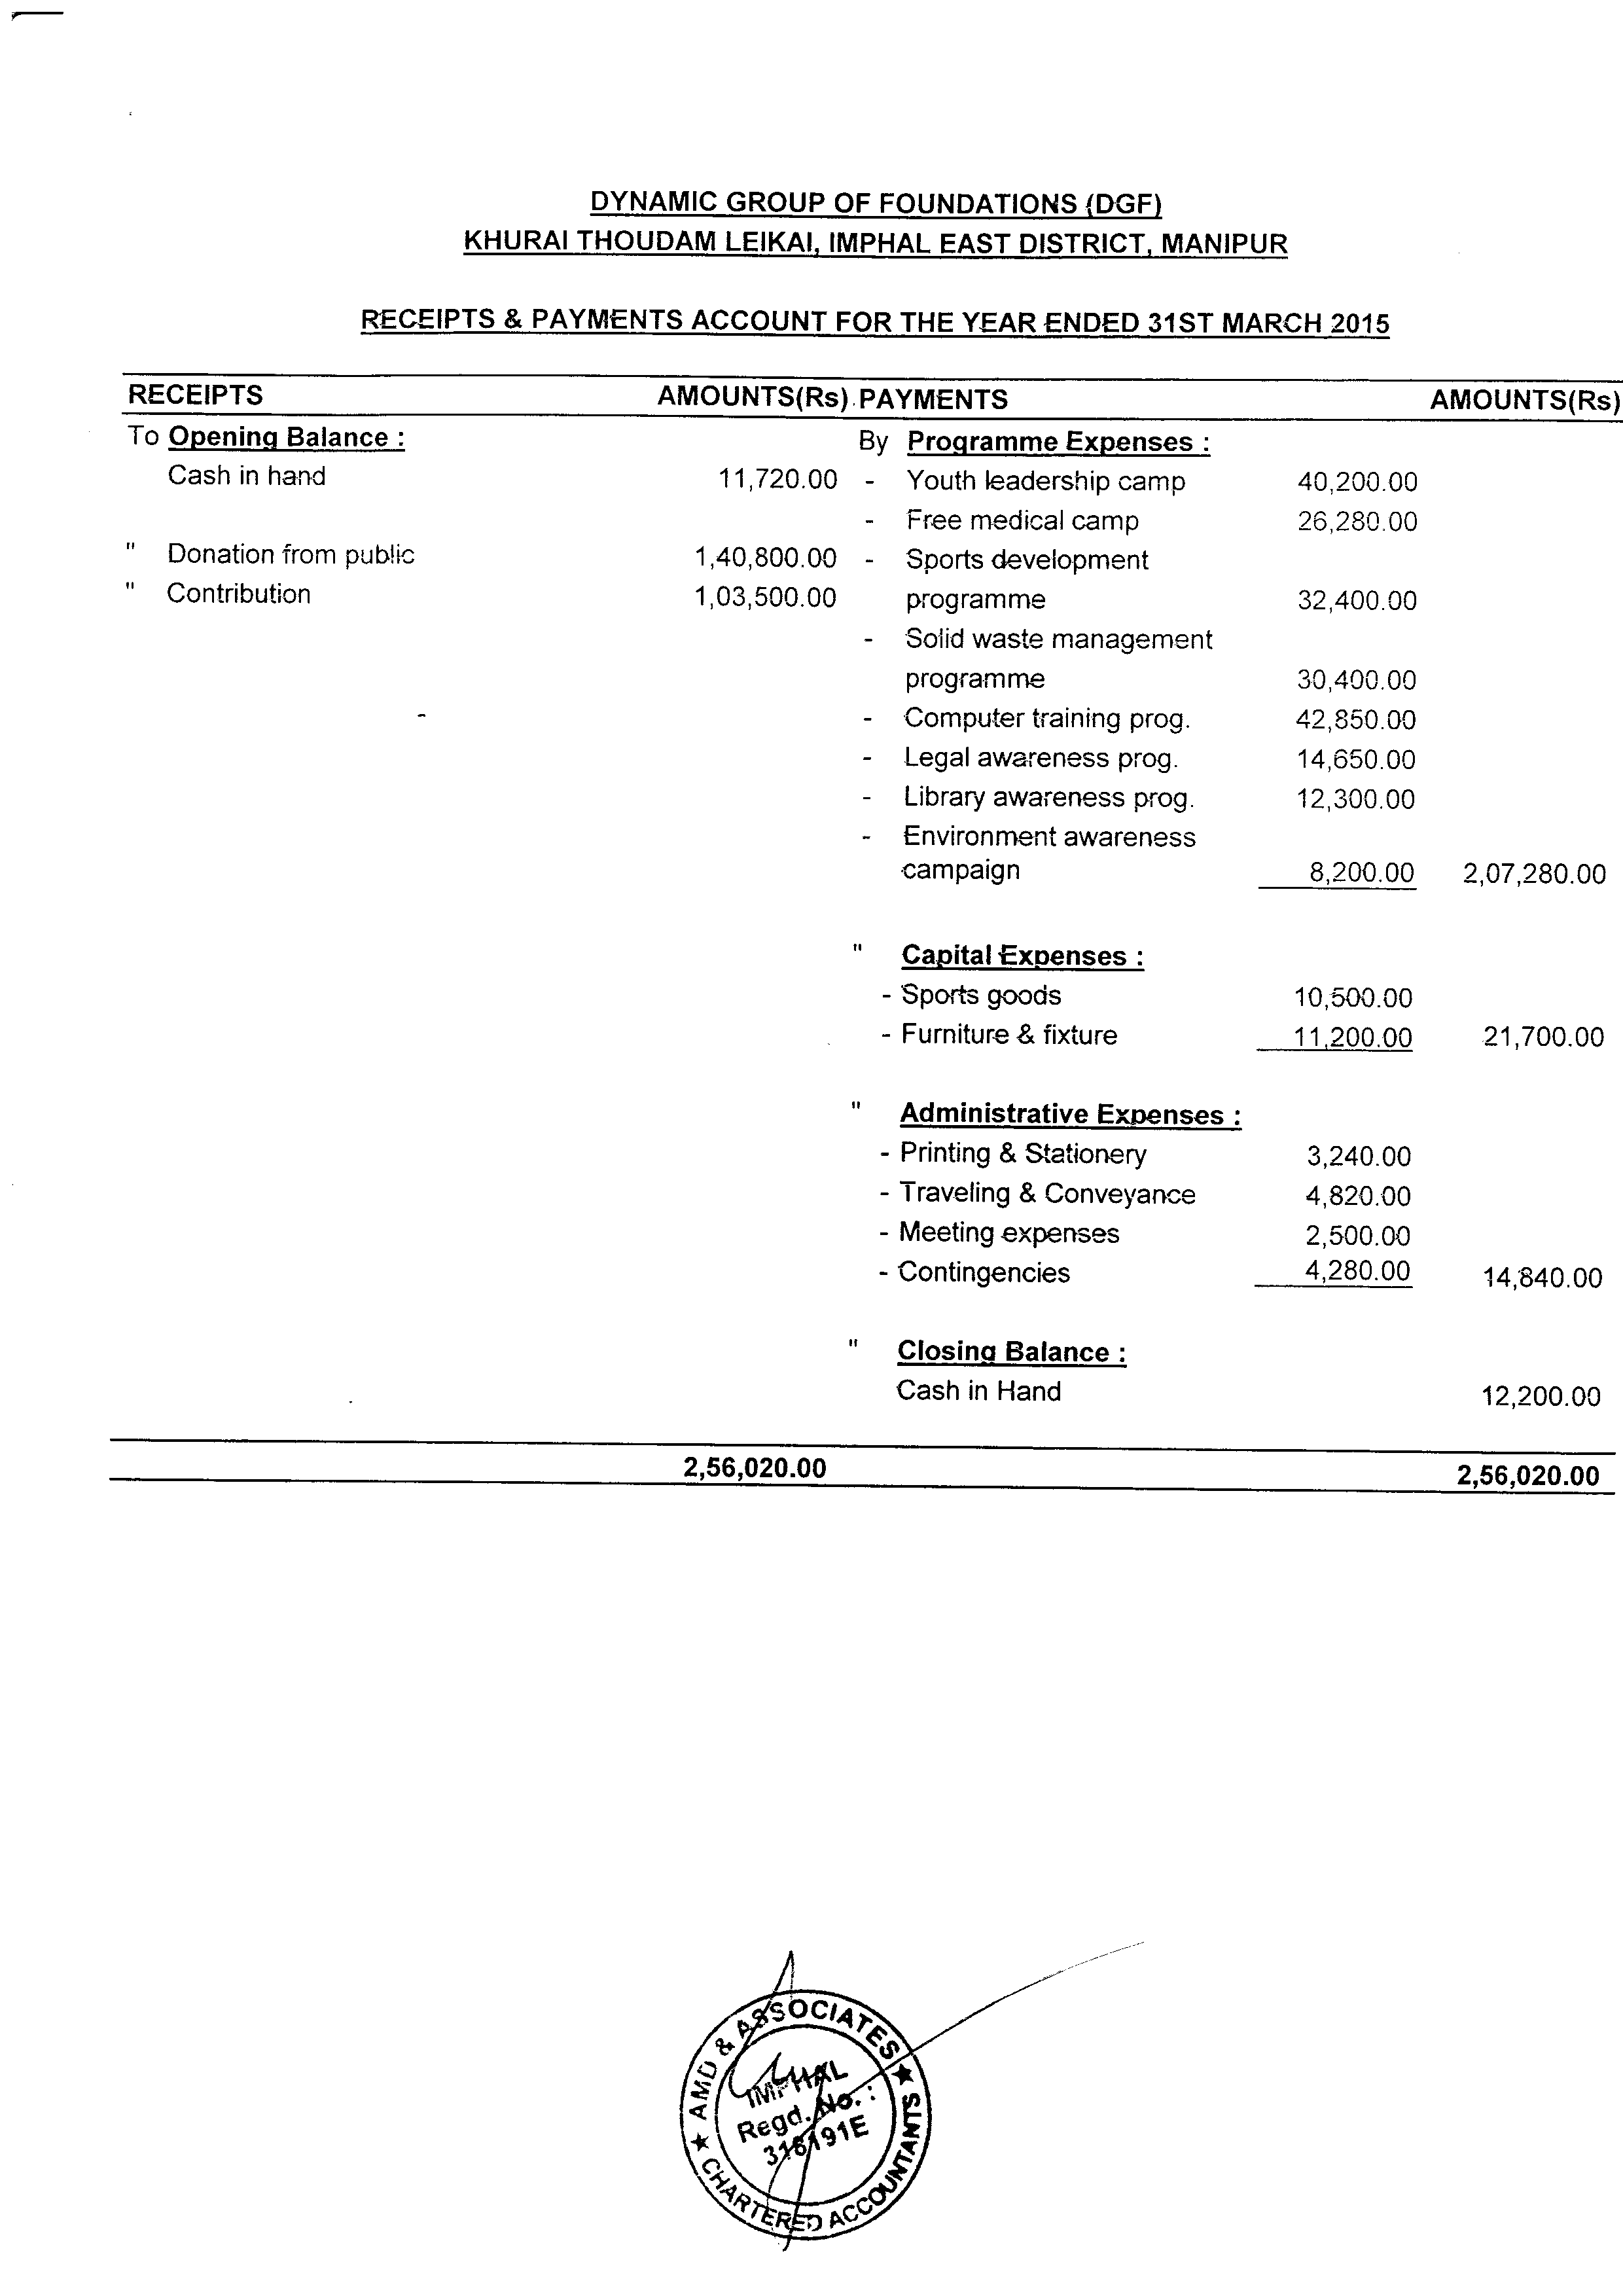 DYNAMIC GROUP OF FOUNDATIONS (DGF)
KHURAI THOUDAM LEIKAI, IMPHAL EAST DISTRICT, MANIPUR
RECEIPTS & PAYMENTS ACCOUNT FOR THE YEAR ENDED 31ST MARCH 2015
RECEIPTS AMOUNTS(Rs) PAYMENTS AMOUNTS(Rs)
To Opening Balance : By Programme Expenses :
Cash in hand 11,720.00 - Youth leadership camp 40,200.00
- Free medical camp 26,280.00
" Donation from public 1,40,800.00 - Sports development
" Contribution 1,03,500.00 programme 32,400.00
- Solid waste management
programme 30,400.00
- Computer training prog. 42,850.00
- Legal awareness prog. 14,650.00
- Library awareness prog. 12,300.00
- Environment awareness
campaign 8,200.00 2,07,280.00
" Capital Expenses :
- Sports goods 10,500.00
- Furniture & fixture 11,200.00 21,700.00
" Administrative Expenses :
- Printing & Stationery 3,240.00
- Traveling & Conveyance 4,820.00
- Meeting expenses 2,500.00
- Contingencies 4,280.00 14,840.00
" Closing Balance :
Cash in Hand 12,200.00
2,56,020.00 2,56,020.00
★ AMD & ASSOCIATES ★
CHARTERED ACCOUNTANTS
IMPHAL
Regd. No. :
316191E